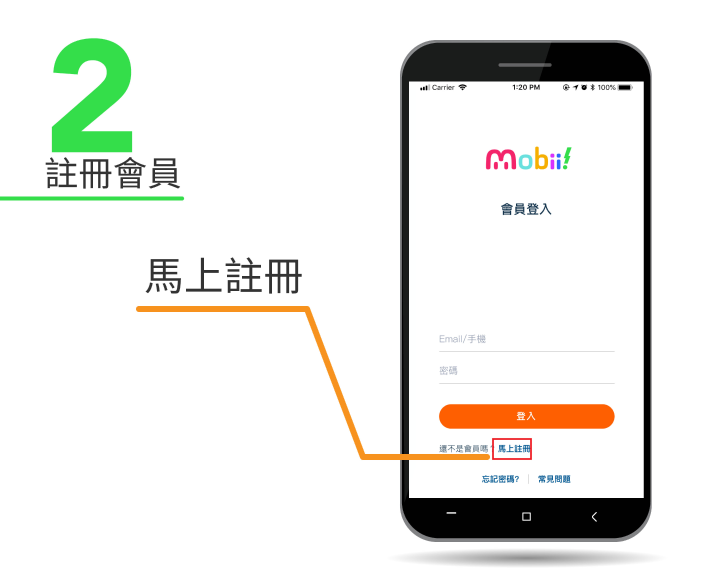 2
註冊會員
馬上註冊
Carrier 1:20 PM 100%
mobii!
會員登入
Email/手機
密碼
登入
還不是會員嗎? 馬上註冊
忘記密碼? 常見問題